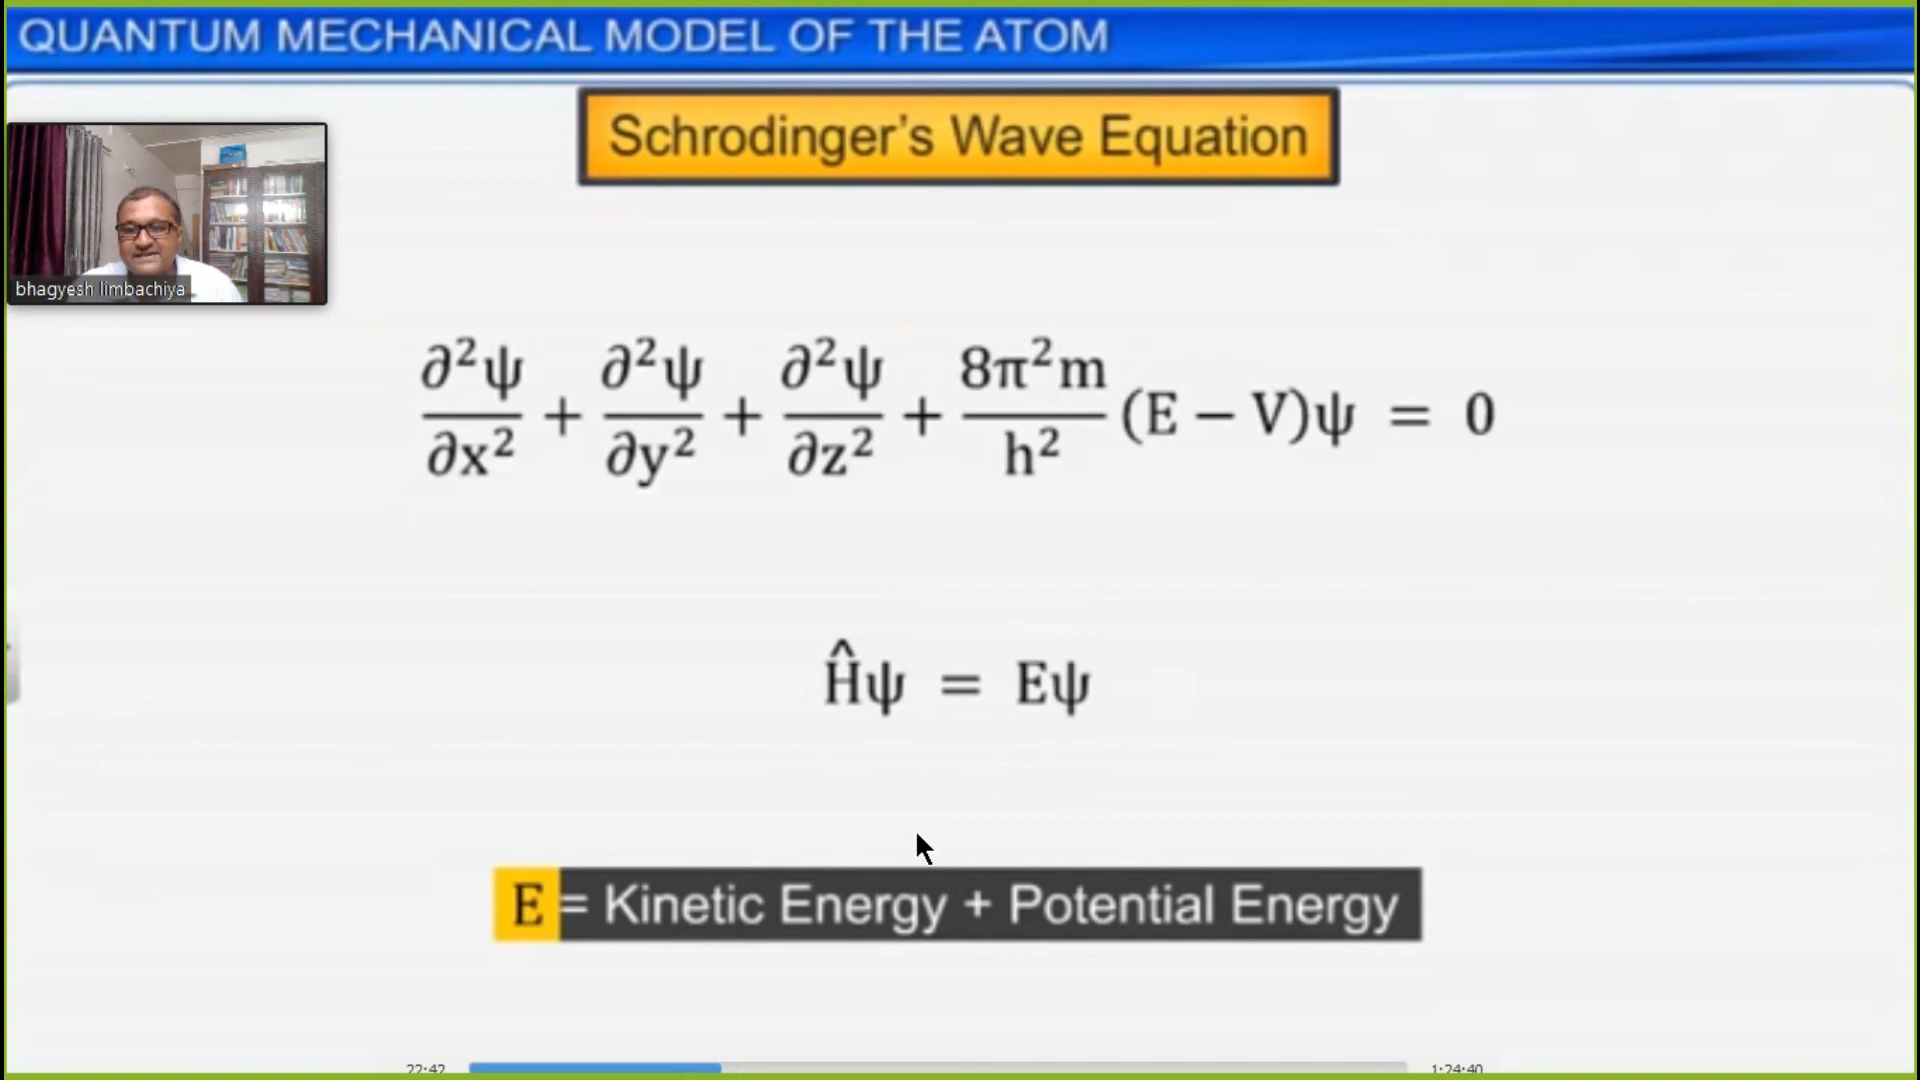 QUANTUM MECHANICAL MODEL OF THE ATOM
Schrodinger's Wave Equation
bhagyesh limbachiya
∂²ψ/∂x² + ∂²ψ/∂y² + ∂²ψ/∂z² + 8π²m/h² (E − V)ψ = 0
Ĥψ = Eψ
E = Kinetic Energy + Potential Energy
22:42 1:24:40